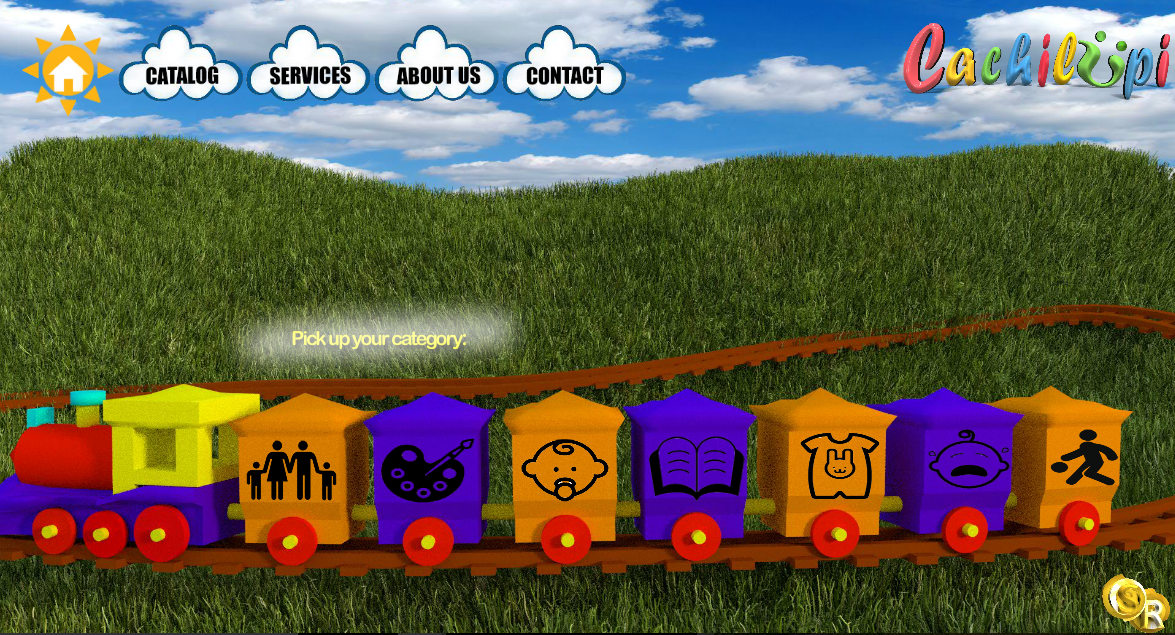 CATALOG
SERVICES
ABOUT US
CONTACT
Cachilupi
Pick up your category:
R